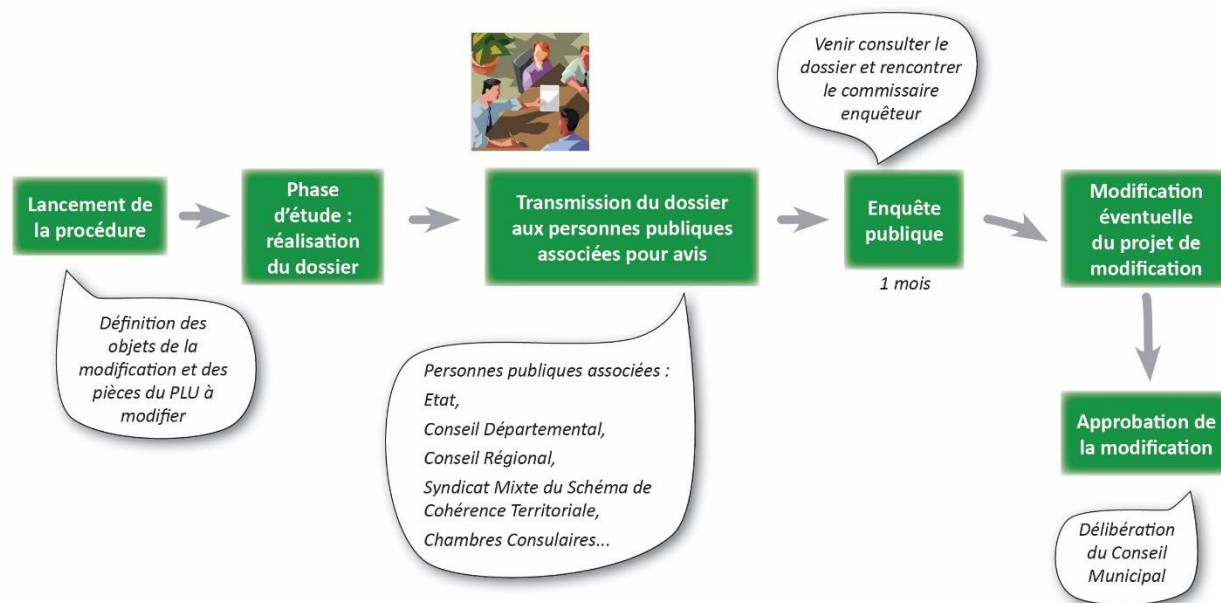 Venir consulter le
dossier et rencontrer
le commissaire
enquêteur
Lancement de
la procédure
Phase
d'étude :
réalisation
du dossier
Transmission du dossier
aux personnes publiques
associées pour avis
Enquête
publique
1 mois
Modification
éventuelle
du projet de
modification
Définition des
objets de la
modification et des
pièces du PLU à
modifier
Personnes publiques associées :
Etat,
Conseil Départemental,
Conseil Régional,
Syndicat Mixte du Schéma de
Cohérence Territoriale,
Chambres Consulaires...
Approbation de
la modification
Délibération
du Conseil
Municipal